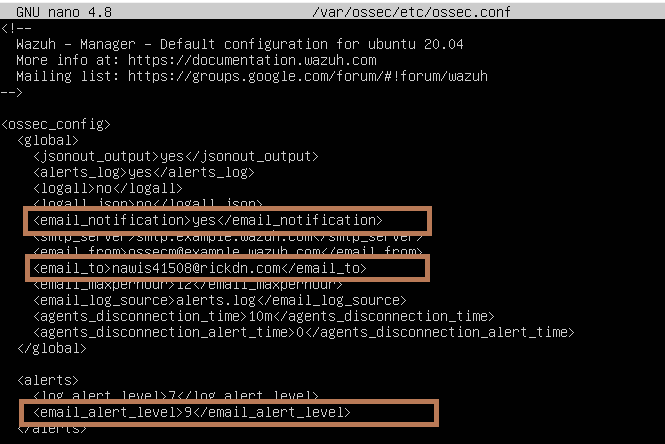 GNU nano 4.8 /var/ossec/etc/ossec.conf
<!--
Wazuh - Manager - Default configuration for ubuntu 20.04
More info at: https://documentation.wazuh.com
Mailing list: https://groups.google.com/forum/#!forum/wazuh
-->
<ossec_config>
<global>
<jsonout_output>yes</jsonout_output>
<alerts_log>yes</alerts_log>
<logall>no</logall>
<logall_json>no</logall_json>
<email_notification>yes</email_notification>
<smtp_server>smtp.example.wazuh.com</smtp_server>
<email_from>ossecm@example.wazuh.com</email_from>
<email_to>nawis41508@rickdn.com</email_to>
<email_maxperhour>12</email_maxperhour>
<email_log_source>alerts.log</email_log_source>
<agents_disconnection_time>10m</agents_disconnection_time>
<agents_disconnection_alert_time>0</agents_disconnection_alert_time>
</global>
<alerts>
<log_alert_level>7</log_alert_level>
<email_alert_level>9</email_alert_level>
</alerts>